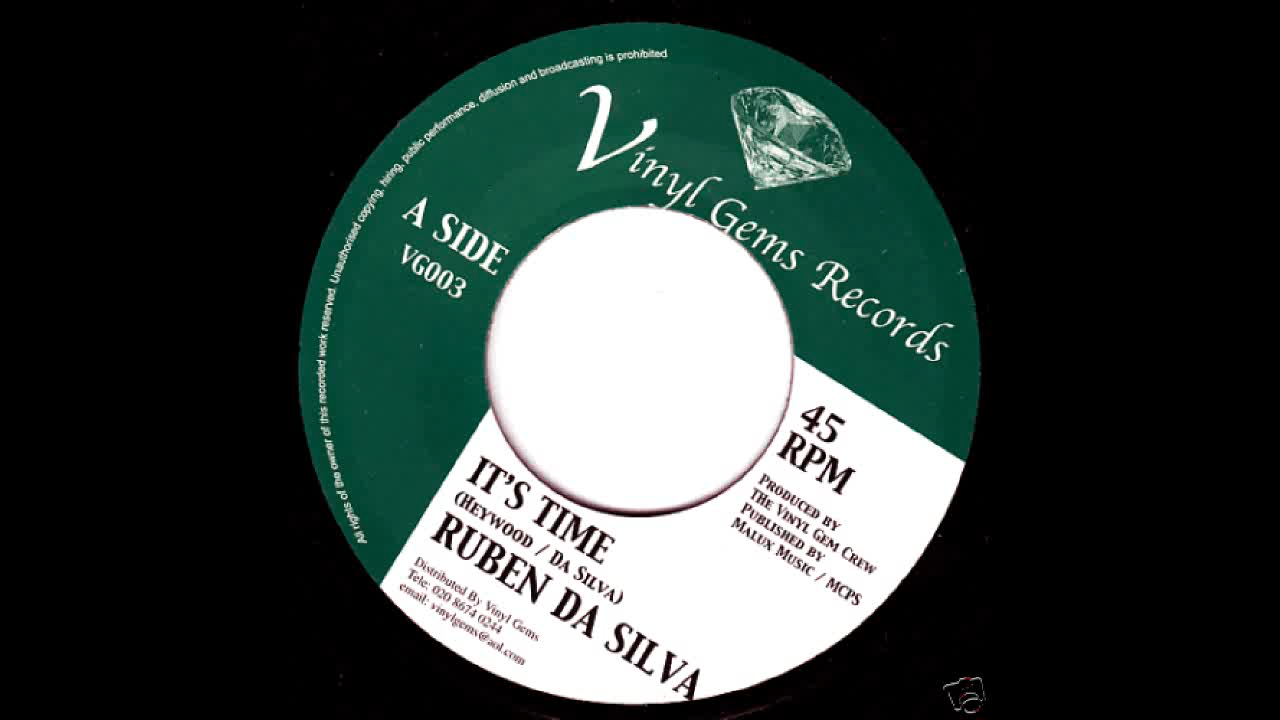 All rights of the owner of this recorded work reserved. Unauthorised copying, hiring, public performance, diffusion and broadcasting is prohibited
Vinyl Gems Records
A SIDE
VG003
45
RPM
PRODUCED BY
THE VINYL GEM CREW
PUBLISHED BY
MALUX MUSIC / MCPS
IT'S TIME
(HEYWOOD / DA SILVA)
RUBEN DA SILVA
Distributed By Vinyl Gems
Tele: 020 8674 0244
email: vinylgems@aol.com